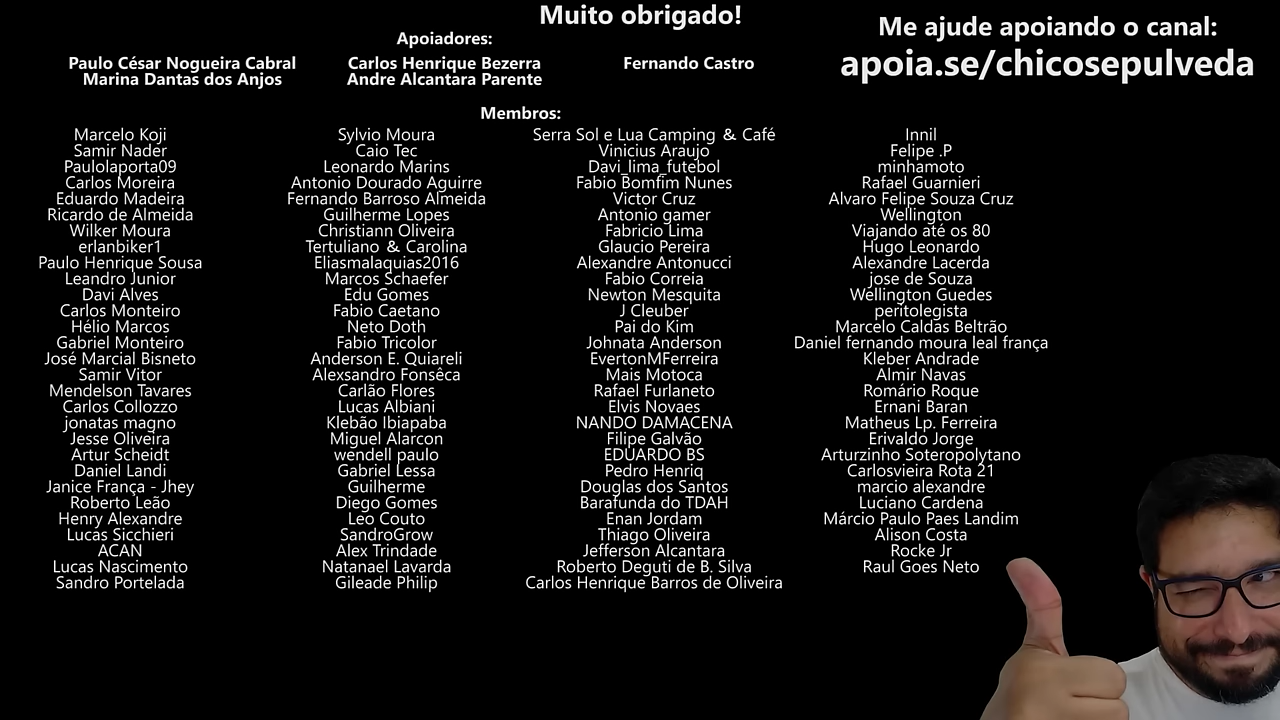 Muito obrigado!
Me ajude apoiando o canal:
apoia.se/chicosepulveda
Apoiadores:
Paulo César Nogueira Cabral
Marina Dantas dos Anjos
Carlos Henrique Bezerra
Andre Alcantara Parente
Fernando Castro
Membros:
Marcelo Koji
Samir Nader
Paulolaporta09
Carlos Moreira
Eduardo Madeira
Ricardo de Almeida
Wilker Moura
erlanbiker1
Paulo Henrique Sousa
Leandro Junior
Davi Alves
Carlos Monteiro
Hélio Marcos
Gabriel Monteiro
José Marcial Bisneto
Samir Vitor
Mendelson Tavares
Carlos Collozzo
jonatas magno
Jesse Oliveira
Artur Scheidt
Daniel Landi
Janice França - Jhey
Roberto Leão
Henry Alexandre
Lucas Sicchieri
ACAN
Lucas Nascimento
Sandro Portelada
Sylvio Moura
Caio Tec
Leonardo Marins
Antonio Dourado Aguirre
Fernando Barroso Almeida
Guilherme Lopes
Christiann Oliveira
Tertuliano & Carolina
Eliasmalaquias2016
Marcos Schaefer
Edu Gomes
Fabio Caetano
Neto Doth
Fabio Tricolor
Anderson E. Quiareli
Alexsandro Fonsêca
Carlão Flores
Lucas Albiani
Klebão Ibiapaba
Miguel Alarcon
wendell paulo
Gabriel Lessa
Guilherme
Diego Gomes
Leo Couto
SandroGrow
Alex Trindade
Natanael Lavarda
Gileade Philip
Serra Sol e Lua Camping & Café
Vinicius Araujo
Davi_lima_futebol
Fabio Bomfim Nunes
Victor Cruz
Antonio gamer
Fabricio Lima
Glaucio Pereira
Alexandre Antonucci
Fabio Correia
Newton Mesquita
J Cleuber
Pai do Kim
Johnata Anderson
EvertonMFerreira
Mais Motoca
Rafael Furlaneto
Elvis Novaes
NANDO DAMACENA
Filipe Galvão
EDUARDO BS
Pedro Henriq
Douglas dos Santos
Barafunda do TDAH
Enan Jordam
Thiago Oliveira
Jefferson Alcantara
Roberto Deguti de B. Silva
Carlos Henrique Barros de Oliveira
Innil
Felipe .P
minhamoto
Rafael Guarnieri
Alvaro Felipe Souza Cruz
Wellington
Viajando até os 80
Hugo Leonardo
Alexandre Lacerda
jose de Souza
Wellington Guedes
peritolegista
Marcelo Caldas Beltrão
Daniel fernando moura leal frança
Kleber Andrade
Almir Navas
Romário Roque
Ernani Baran
Matheus Lp. Ferreira
Erivaldo Jorge
Arturzinho Soteropolytano
Carlosvieira Rota 21
marcio alexandre
Luciano Cardena
Márcio Paulo Paes Landim
Alison Costa
Rocke Jr
Raul Goes Neto